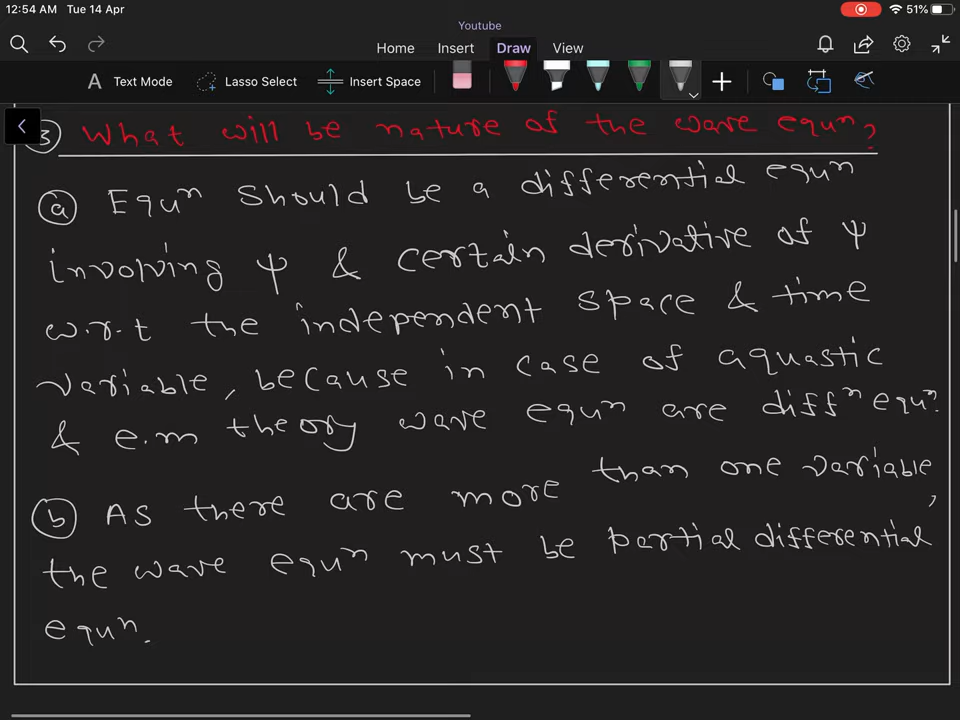 12:54 AM Tue 14 Apr
51%
Youtube
Home Insert Draw View
A Text Mode Lasso Select Insert Space
3 What will be nature of the wave equn?
a Equn should be a differential equn
involving ψ & certain derivative of ψ
w.r.t the independent space & time
variable, because in case of aquastic
& e.m theory wave equn are diffn equn.
b As there are more than one variable,
the wave equn must be partial differential
equn.